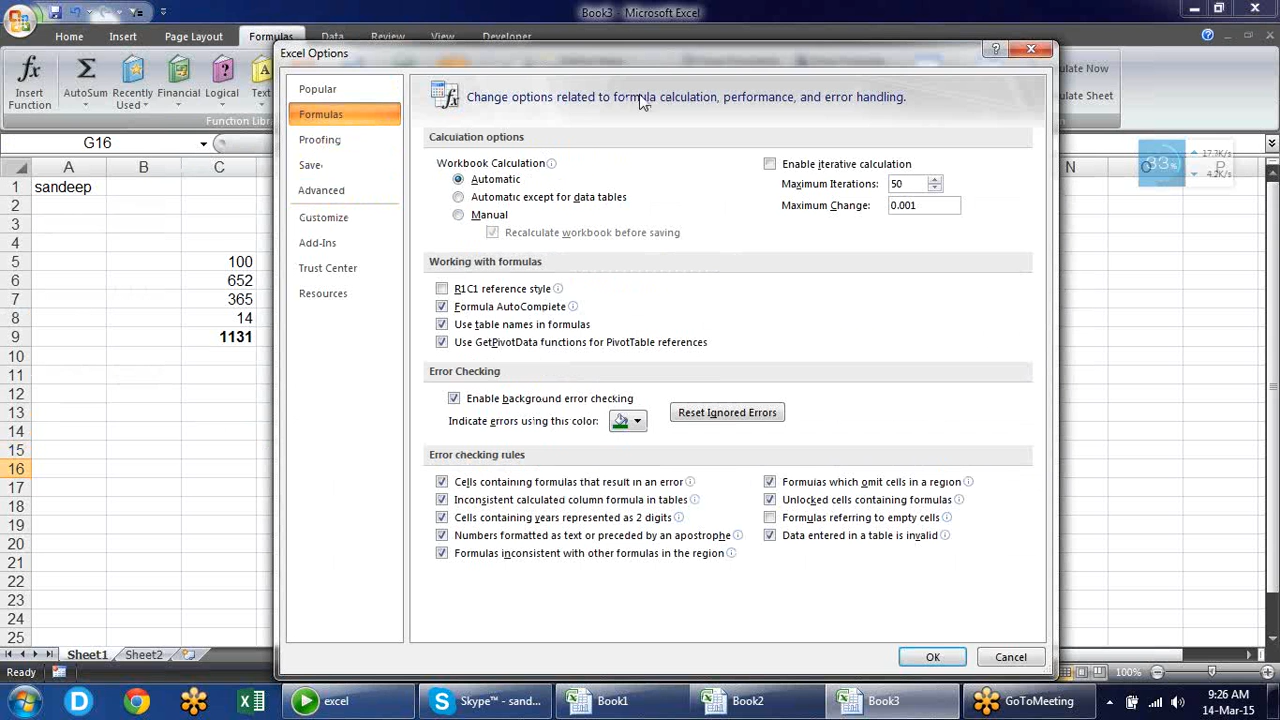 Book3 - Microsoft Excel
Home Insert Page Layout Formulas Data Review View Developer
Excel Options
Insert Function
AutoSum
Recently Used
Financial
Logical
Text
Function Libr
Calculate Now
Calculate Sheet
G16
A B C N O P
1 sandeep
2
3
4
5 100
6 652
7 365
8 14
9 1131
10
11
12
13
14
15
16
17
18
19
20
21
22
23
24
25
33%
17.3K/s
4.2K/s
Popular
Formulas
Proofing
Save
Advanced
Customize
Add-Ins
Trust Center
Resources
Change options related to formula calculation, performance, and error handling.
Calculation options
Workbook Calculation
Automatic
Automatic except for data tables
Manual
Recalculate workbook before saving
Enable iterative calculation
Maximum Iterations: 50
Maximum Change: 0.001
Working with formulas
R1C1 reference style
Formula AutoComplete
Use table names in formulas
Use GetPivotData functions for PivotTable references
Error Checking
Enable background error checking
Indicate errors using this color:
Reset Ignored Errors
Error checking rules
Cells containing formulas that result in an error
Inconsistent calculated column formula in tables
Cells containing years represented as 2 digits
Numbers formatted as text or preceded by an apostrophe
Formulas inconsistent with other formulas in the region
Formulas which omit cells in a region
Unlocked cells containing formulas
Formulas referring to empty cells
Data entered in a table is invalid
OK Cancel
Sheet1 Sheet2
Ready
100%
excel
Skype™ - sand...
Book1
Book2
Book3
GoToMeeting
9:26 AM
14-Mar-15